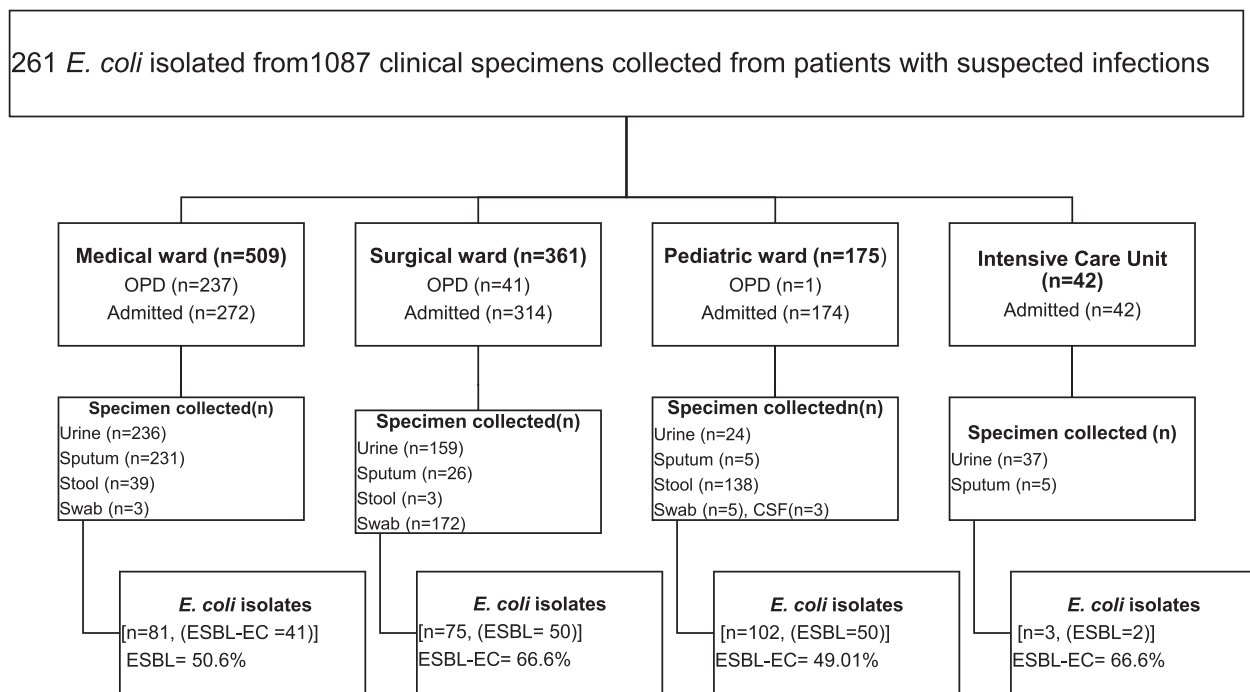 261 E. coli isolated from1087 clinical specimens collected from patients with suspected infections
Medical ward (n=509)
OPD (n=237)
Admitted (n=272)
Surgical ward (n=361)
OPD (n=41)
Admitted (n=314)
Pediatric ward (n=175)
OPD (n=1)
Admitted (n=174)
Intensive Care Unit
(n=42)
Admitted (n=42)
Specimen collected(n)
Urine (n=236)
Sputum (n=231)
Stool (n=39)
Swab (n=3)
Specimen collected(n)
Urine (n=159)
Sputum (n=26)
Stool (n=3)
Swab (n=172)
Specimen collectedn(n)
Urine (n=24)
Sputum (n=5)
Stool (n=138)
Swab (n=5), CSF(n=3)
Specimen collected (n)
Urine (n=37)
Sputum (n=5)
E. coli isolates
[n=81, (ESBL-EC =41)]
ESBL= 50.6%
E. coli isolates
[n=75, (ESBL= 50)]
ESBL-EC= 66.6%
E. coli isolates
[n=102, (ESBL=50)]
ESBL-EC= 49.01%
E. coli isolates
[n=3, (ESBL=2)]
ESBL-EC= 66.6%